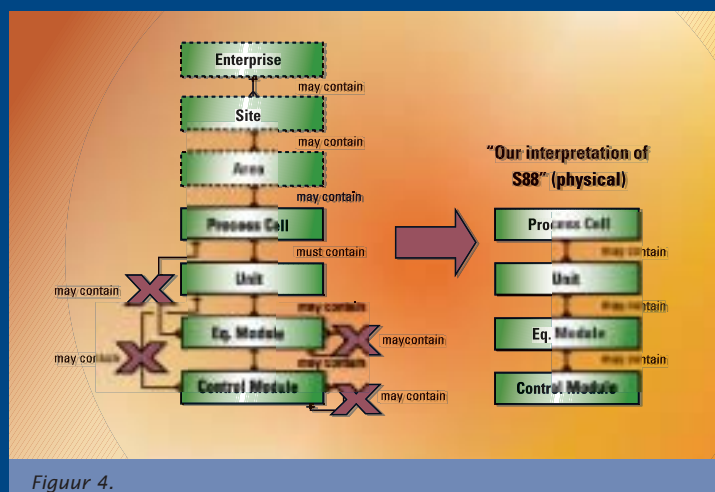 Enterprise
may contain
Site
may contain
Area
may contain
Process Cell
must contain
Unit
may contain
may contain
Eq. Module
maycontain
may contain
may contain
Control Module
may contain
“Our interpretation of
S88” (physical)
Process Cell
may contain
Unit
may contain
Eq. Module
may contain
Control Module
Figuur 4.